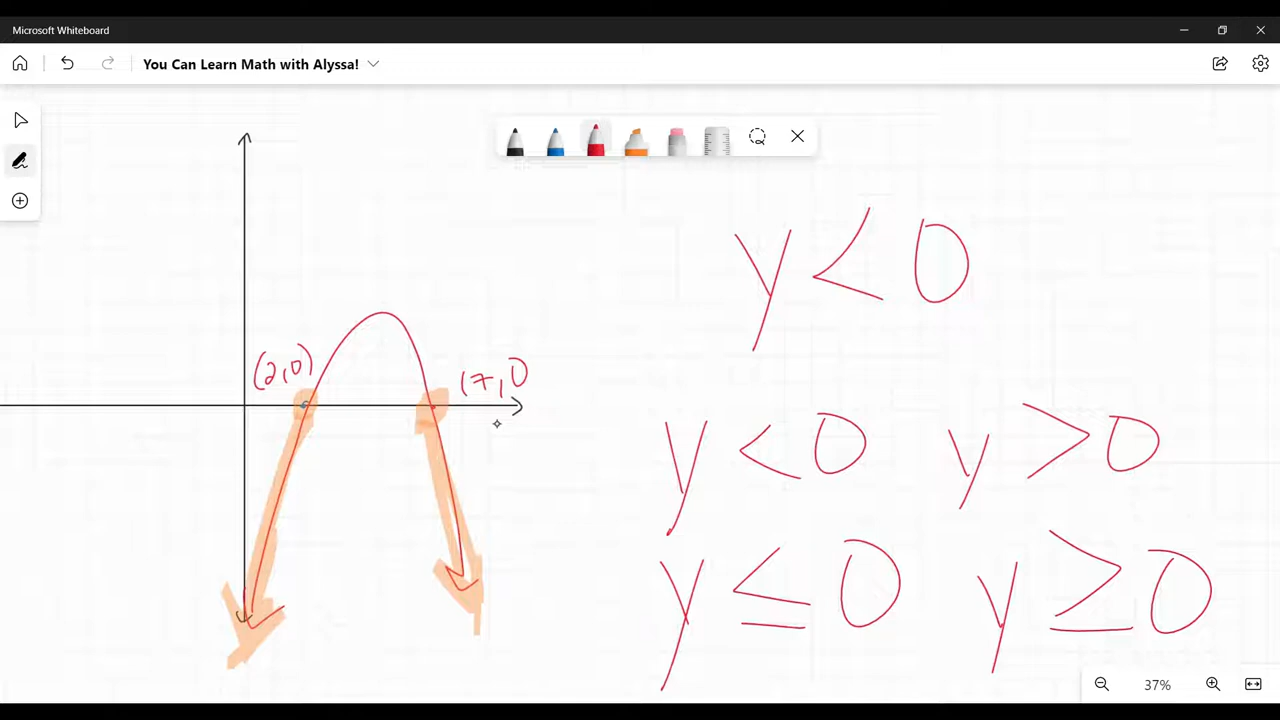 Microsoft Whiteboard
You Can Learn Math with Alyssa!
y < 0
(2,0)
(7,0
y < 0
y > 0
y ≤ 0
y ≥ 0
37%